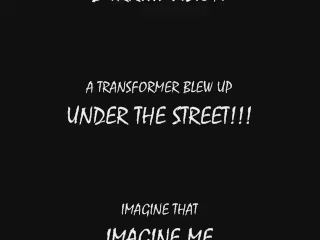 A TRANSFORMER BLEW UP
UNDER THE STREET!!!
IMAGINE THAT
IMAGINE ME